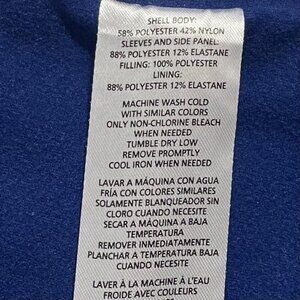 SHELL BODY:
58% POLYESTER 42% NYLON
SLEEVES AND SIDE PANEL:
88% POLYESTER 12% ELASTANE
FILLING: 100% POLYESTER
LINING:
88% POLYESTER 12% ELASTANE
MACHINE WASH COLD
WITH SIMILAR COLORS
ONLY NON-CHLORINE BLEACH
WHEN NEEDED
TUMBLE DRY LOW
REMOVE PROMPTLY
COOL IRON WHEN NEEDED
LAVAR A MÁQUINA CON AGUA
FRÍA CON COLORES SIMILARES
SOLAMENTE BLANQUEADOR SIN
CLORO CUANDO NECESITADO
SECAR A MÁQUINA A BAJA
TEMPERATURA
REMOVER INMEDIATAMENTE
PLANCHAR A BAJA TEMPERATURA
CUANDO NECESITADO
LAVER À LA MACHINE À L'EAU
FROIDE AVEC COULEURS